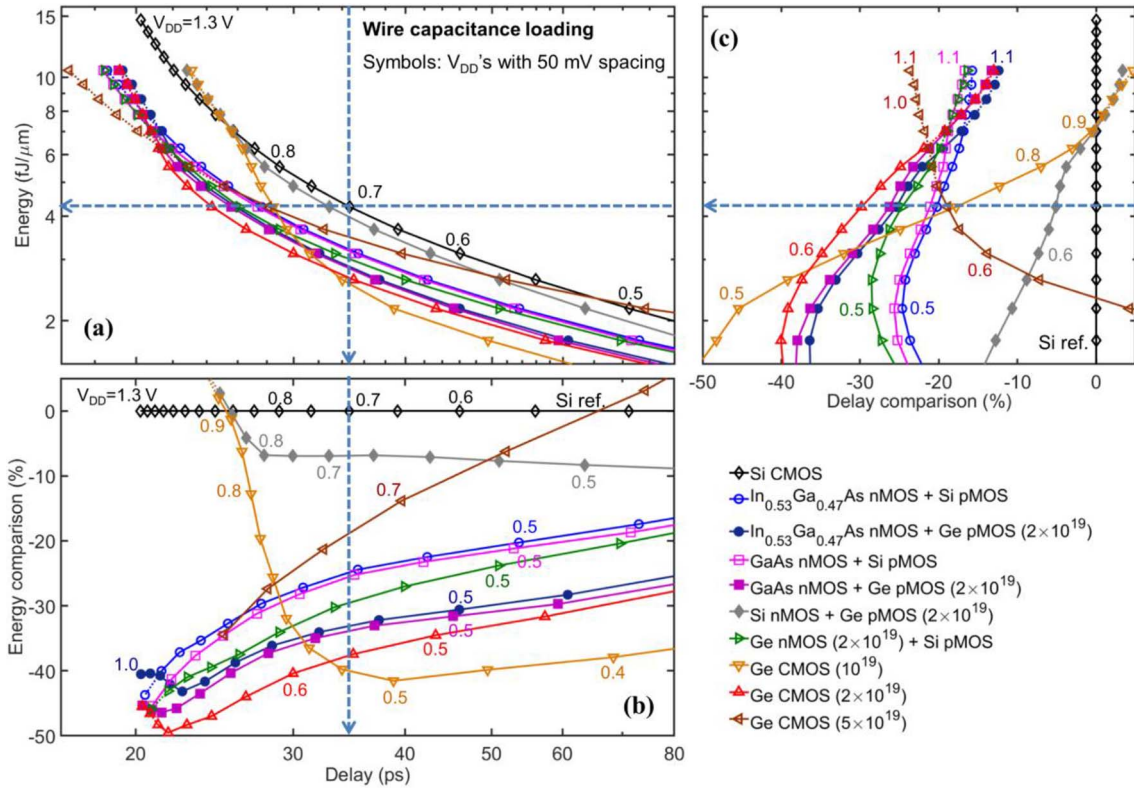 V_DD=1.3 V
Wire capacitance loading
Symbols: V_DD's with 50 mV spacing
0.8
0.7
0.6
0.5
10
8
6
4
2
Energy (fJ/μm)
(a)
(c)
1.1
1.1
1.1
1.0
0.9
0.8
0.6
0.5
0.5
0.5
0.6
0.6
Si ref.
-50
-40
-30
-20
-10
0
Delay comparison (%)
V_DD=1.3 V
0.8
0.7
0.6
Si ref.
0.9
0.8
0.8
0.7
0.5
0.7
0.5
0.5
0.5
1.0
0.5
0.5
0.5
0.6
0.5
0.4
(b)
0
-10
-20
-30
-40
-50
Energy comparison (%)
20
30
40
50
60
80
Delay (ps)
Si CMOS
In0.53Ga0.47As nMOS + Si pMOS
In0.53Ga0.47As nMOS + Ge pMOS (2×10^19)
GaAs nMOS + Si pMOS
GaAs nMOS + Ge pMOS (2×10^19)
Si nMOS + Ge pMOS (2×10^19)
Ge nMOS (2×10^19) + Si pMOS
Ge CMOS (10^19)
Ge CMOS (2×10^19)
Ge CMOS (5×10^19)